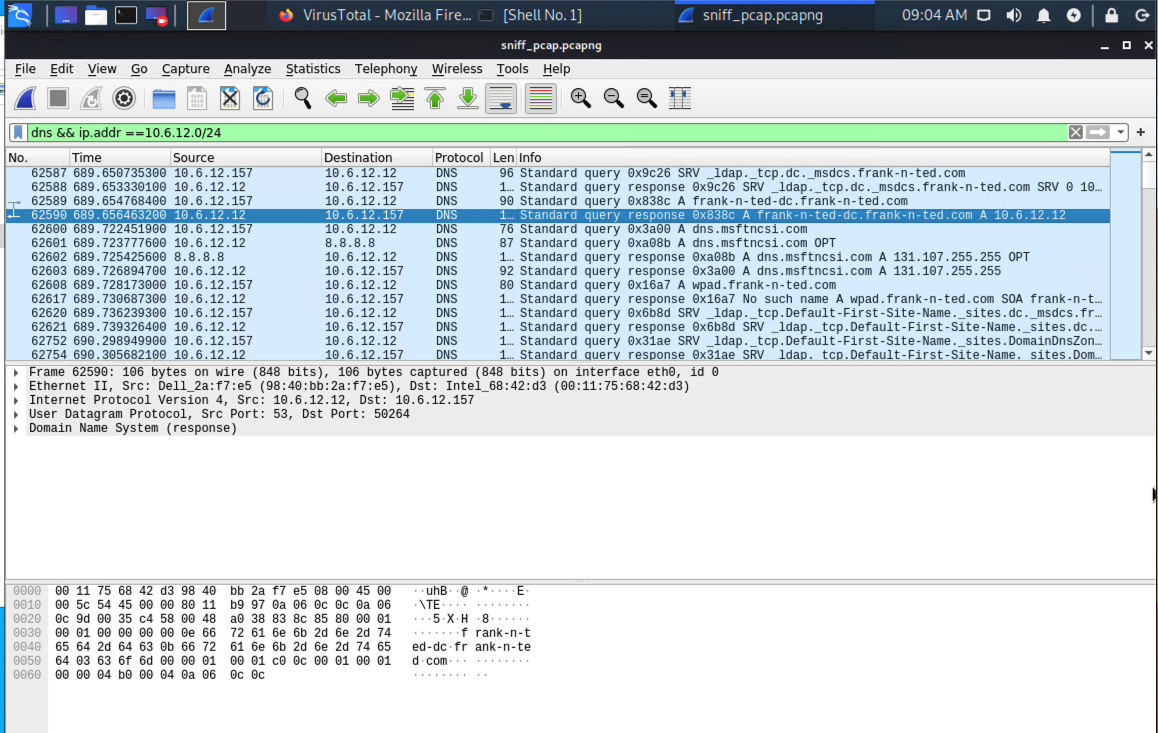 VirusTotal - Mozilla Fire... [Shell No. 1] sniff_pcap.pcapng 09:04 AM
sniff_pcap.pcapng
File Edit View Go Capture Analyze Statistics Telephony Wireless Tools Help
dns && ip.addr ==10.6.12.0/24
No. Time Source Destination Protocol Len Info
62587 689.650735300 10.6.12.157 10.6.12.12 DNS 96 Standard query 0x9c26 SRV _ldap._tcp.dc._msdcs.frank-n-ted.com
62588 689.653330100 10.6.12.12 10.6.12.157 DNS 1… Standard query response 0x9c26 SRV _ldap._tcp.dc._msdcs.frank-n-ted.com SRV 0 10…
62589 689.654768400 10.6.12.157 10.6.12.12 DNS 90 Standard query 0x838c A frank-n-ted-dc.frank-n-ted.com
62590 689.656463200 10.6.12.12 10.6.12.157 DNS 1… Standard query response 0x838c A frank-n-ted-dc.frank-n-ted.com A 10.6.12.12
62600 689.722451900 10.6.12.157 10.6.12.12 DNS 76 Standard query 0x3a00 A dns.msftncsi.com
62601 689.723777600 10.6.12.12 8.8.8.8 DNS 87 Standard query 0xa08b A dns.msftncsi.com OPT
62602 689.725425600 8.8.8.8 10.6.12.12 DNS 1… Standard query response 0xa08b A dns.msftncsi.com A 131.107.255.255 OPT
62603 689.726894700 10.6.12.12 10.6.12.157 DNS 92 Standard query response 0x3a00 A dns.msftncsi.com A 131.107.255.255
62608 689.728173000 10.6.12.157 10.6.12.12 DNS 80 Standard query 0x16a7 A wpad.frank-n-ted.com
62617 689.730687300 10.6.12.12 10.6.12.157 DNS 1… Standard query response 0x16a7 No such name A wpad.frank-n-ted.com SOA frank-n-t…
62620 689.736239300 10.6.12.157 10.6.12.12 DNS 1… Standard query 0x6b8d SRV _ldap._tcp.Default-First-Site-Name._sites.dc._msdcs.fr…
62621 689.739326400 10.6.12.12 10.6.12.157 DNS 1… Standard query response 0x6b8d SRV _ldap._tcp.Default-First-Site-Name._sites.dc.…
62752 690.298949900 10.6.12.157 10.6.12.12 DNS 1… Standard query 0x31ae SRV _ldap._tcp.Default-First-Site-Name._sites.DomainDnsZon…
62754 690.305682100 10.6.12.12 10.6.12.157 DNS 1… Standard query response 0x31ae SRV _ldap._tcp.Default-First-Site-Name._sites.Dom…
Frame 62590: 106 bytes on wire (848 bits), 106 bytes captured (848 bits) on interface eth0, id 0
Ethernet II, Src: Dell_2a:f7:e5 (98:40:bb:2a:f7:e5), Dst: Intel_68:42:d3 (00:11:75:68:42:d3)
Internet Protocol Version 4, Src: 10.6.12.12, Dst: 10.6.12.157
User Datagram Protocol, Src Port: 53, Dst Port: 50264
Domain Name System (response)
0000 00 11 75 68 42 d3 98 40 bb 2a f7 e5 08 00 45 00 ··uhB··@ ·*····E·
0010 00 5c 54 45 00 00 80 11 b9 97 0a 06 0c 0c 0a 06 ·\TE···· ········
0020 0c 9d 00 35 c4 58 00 48 a0 38 83 8c 85 80 00 01 ···5·X·H ·8······
0030 00 01 00 00 00 00 0e 66 72 61 6e 6b 2d 6e 2d 74 ·······f rank-n-t
0040 65 64 2d 64 63 0b 66 72 61 6e 6b 2d 6e 2d 74 65 ed-dc·fr ank-n-te
0050 64 03 63 6f 6d 00 00 01 00 01 c0 0c 00 01 00 01 d·com··· ········
0060 00 00 04 b0 00 04 0a 06 0c 0c ········ ··